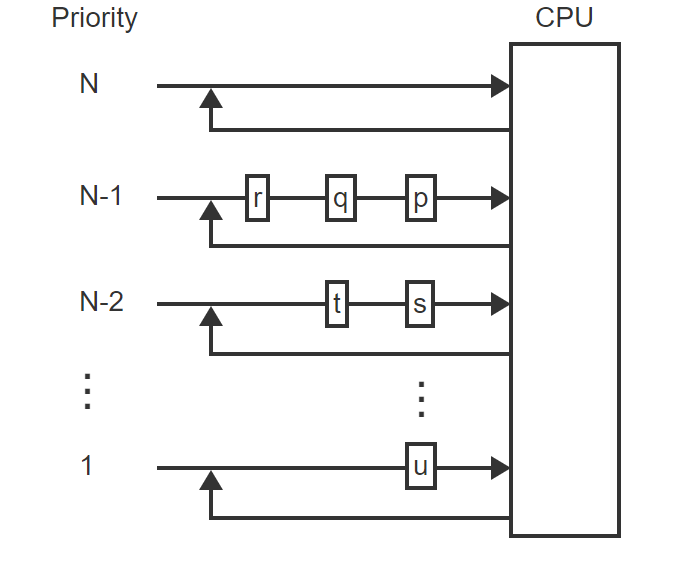 Priority CPU
N
N-1 r q p
N-2 t s
⋮ ⋮
1 u